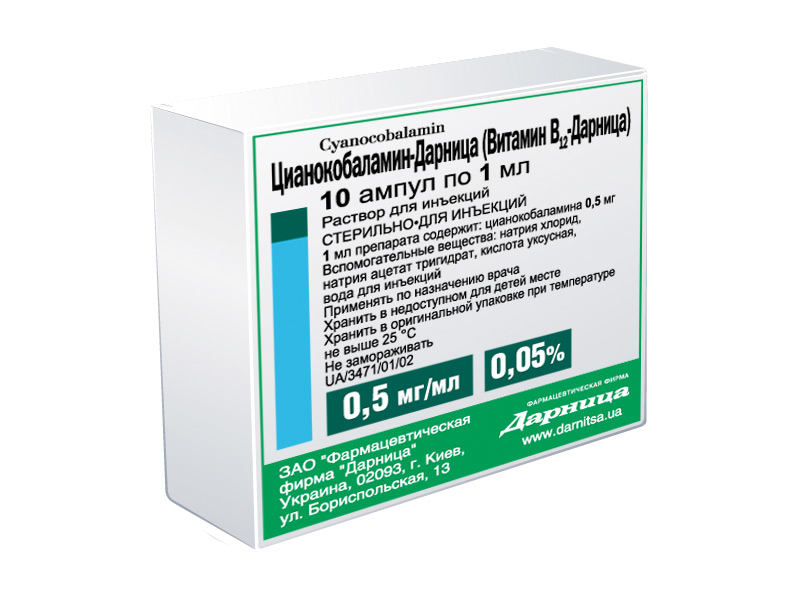 Cyanocobalamin
Цианокобаламин-Дарница (Витамин B12-Дарница)
10 ампул по 1 мл
Раствор для инъекций
СТЕРИЛЬНО•ДЛЯ ИНЪЕКЦИЙ
1 мл препарата содержит: цианокобаламина 0,5 мг
Вспомогательные вещества: натрия хлорид,
натрия ацетат тригидрат, кислота уксусная,
вода для инъекций
Применять по назначению врача
Хранить в недоступном для детей месте
Хранить в оригинальной упаковке при температуре
не выше 25 °C
Не замораживать
UA/3471/01/02
0,5 мг/мл
0,05%
ЗАО "Фармацевтическая
фирма "Дарница"
Украина, 02093, г. Киев,
ул. Бориспольская, 13
ФАРМАЦЕВТИЧЕСКАЯ ФИРМА
Дарница
www.darnitsa.ua